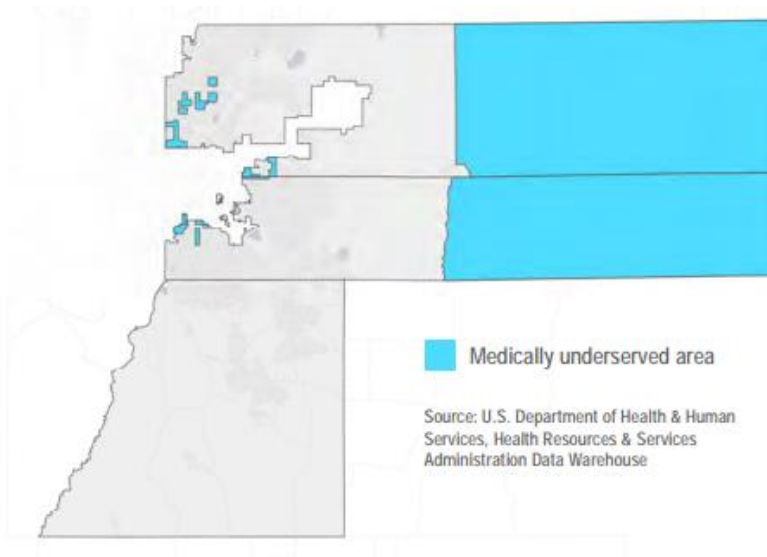 Medically underserved area
Source: U.S. Department of Health & Human
Services, Health Resources & Services
Administration Data Warehouse